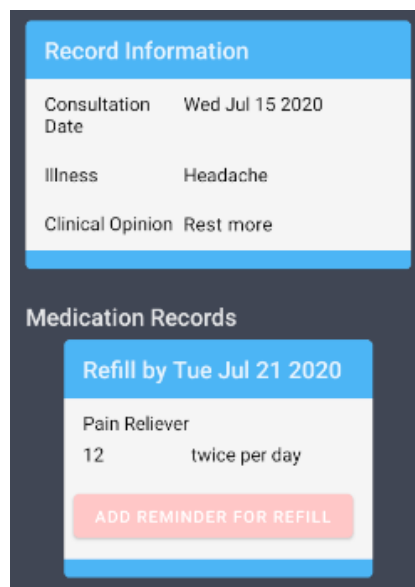 Record Information
Consultation Wed Jul 15 2020
Date
Illness Headache
Clinical Opinion Rest more
Medication Records
Refill by Tue Jul 21 2020
Pain Reliever
12 twice per day
ADD REMINDER FOR REFILL